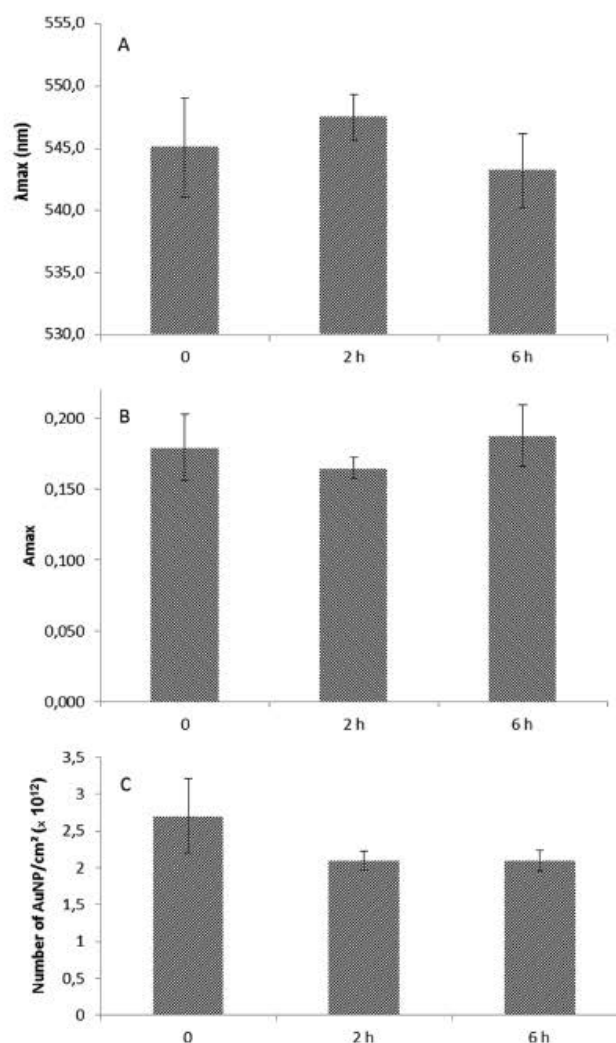 555,0
A
550,0
545,0
540,0
535,0
530,0
λmax (nm)
0 2 h 6 h
B
0,200
0,150
0,100
0,050
0,000
Amax
0 2 h 6 h
3,5
C
3
2,5
2
1,5
1
0,5
0
Number of AuNP/cm² (x 10¹²)
0 2 h 6 h